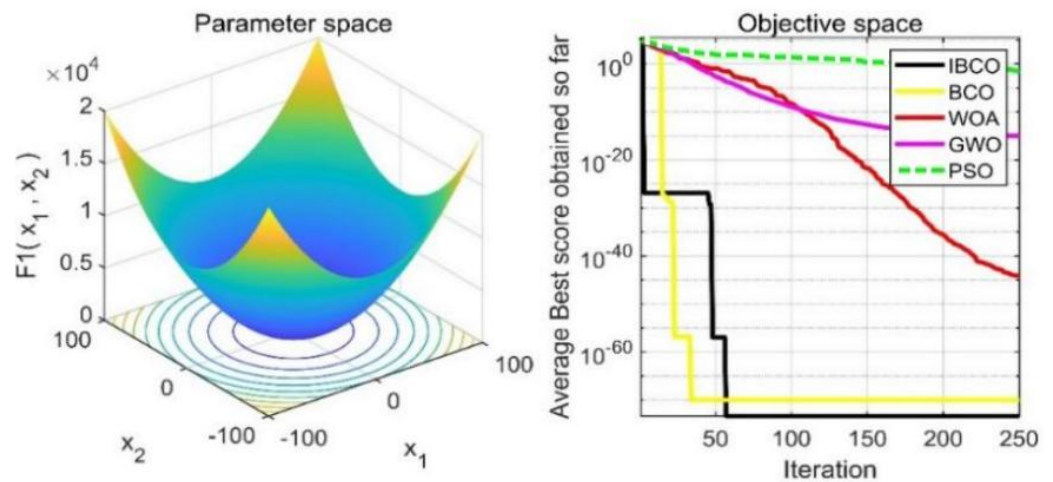 Parameter space
×10⁴
2
1.5
1
0.5
0
F1( x₁ , x₂ )
100
0
-100
x₂
-100
0
100
x₁
Objective space
Average Best score obtained so far
10⁰
10⁻²⁰
10⁻⁴⁰
10⁻⁶⁰
IBCO
BCO
WOA
GWO
PSO
50 100 150 200 250
Iteration